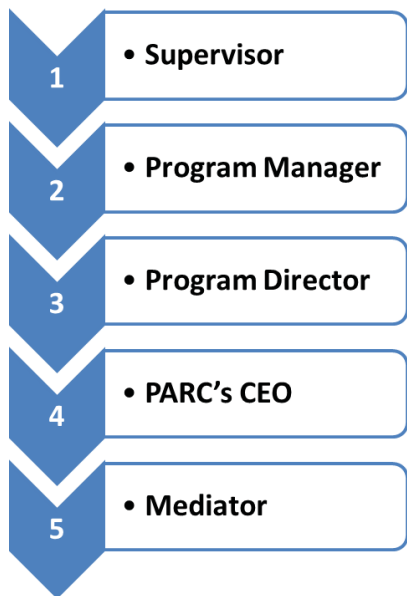 1
• Supervisor
2
• Program Manager
3
• Program Director
4
• PARC's CEO
5
• Mediator